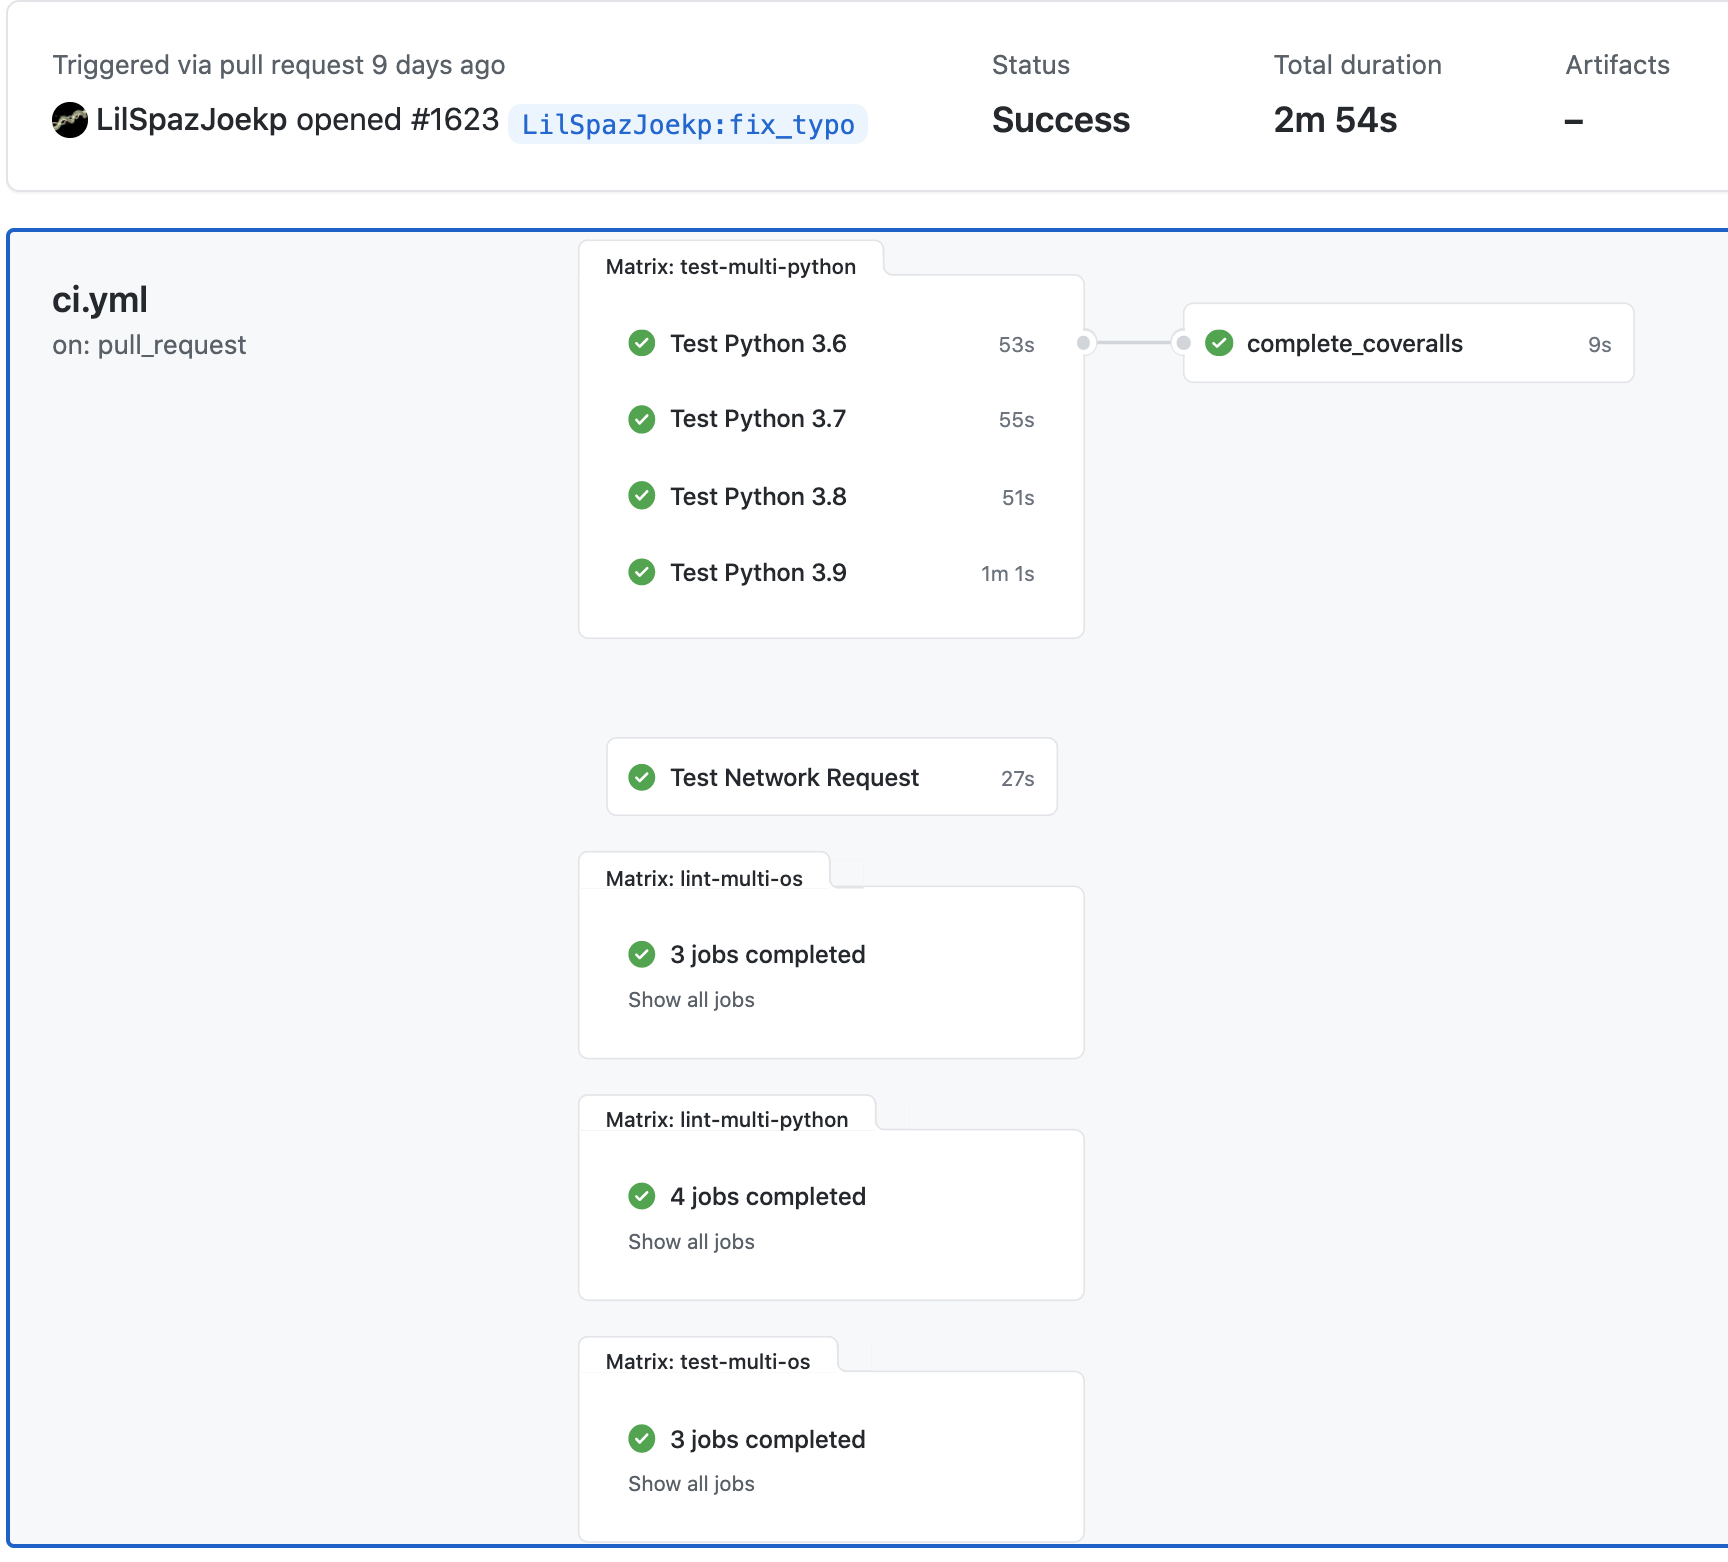 Triggered via pull request 9 days ago
LilSpazJoekp opened #1623 LilSpazJoekp:fix_typo
Status
Success
Total duration
2m 54s
Artifacts
–
ci.yml
on: pull_request
Matrix: test-multi-python
Test Python 3.6 53s
Test Python 3.7 55s
Test Python 3.8 51s
Test Python 3.9 1m 1s
complete_coveralls 9s
Test Network Request 27s
Matrix: lint-multi-os
3 jobs completed
Show all jobs
Matrix: lint-multi-python
4 jobs completed
Show all jobs
Matrix: test-multi-os
3 jobs completed
Show all jobs